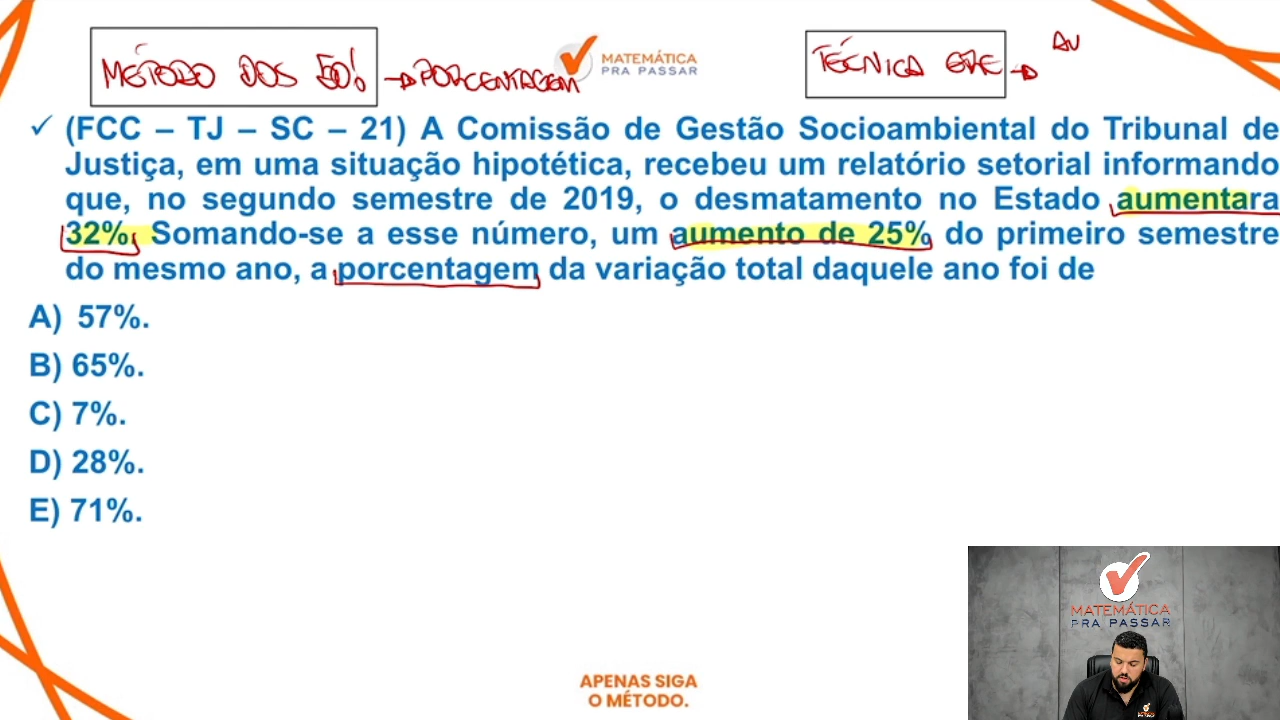 MÉTODO DOS 50! → PORCENTAGEM
MATEMÁTICA
PRA PASSAR
TÉCNICA →
AU
✓ (FCC – TJ – SC – 21) A Comissão de Gestão Socioambiental do Tribunal de
Justiça, em uma situação hipotética, recebeu um relatório setorial informando
que, no segundo semestre de 2019, o desmatamento no Estado aumentara
32%. Somando-se a esse número, um aumento de 25% do primeiro semestre
do mesmo ano, a porcentagem da variação total daquele ano foi de
A) 57%.
B) 65%.
C) 7%.
D) 28%.
E) 71%.
MATEMÁTICA
PRA PASSAR
APENAS SIGA
O MÉTODO.